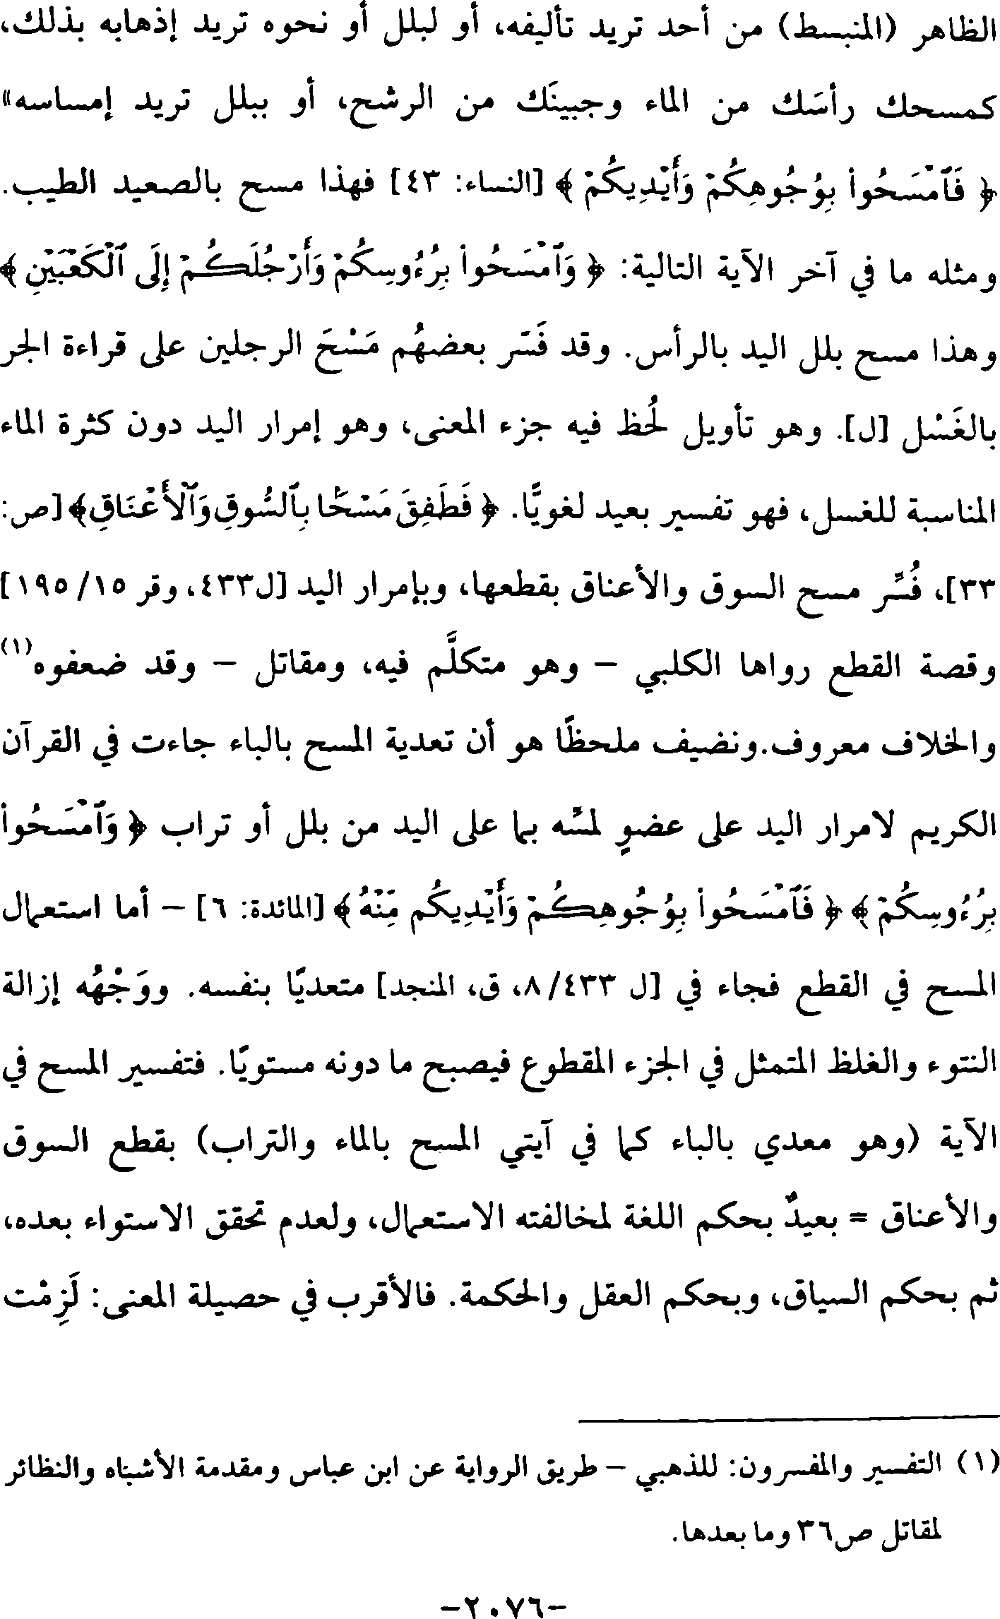 الظاهر (المنبسط) من أحد تريد تأليفه، أو لبلل أو نحوه تريد إذهابه بذلك،
كمسحك رأسَك من الماء وجبينَك من الرشح، أو ببلل تريد إمساسه»
﴿ فَٱمْسَحُوا۟ بِوُجُوهِكُمْ وَأَيْدِيكُمْ ﴾ [النساء: ٤٣] فهذا مسح بالصعيد الطيب.
ومثله ما في آخر الآية التالية: ﴿ وَٱمْسَحُوا۟ بِرُءُوسِكُمْ وَأَرْجُلَكُمْ إِلَى ٱلْكَعْبَيْنِ ﴾
وهذا مسح بلل اليد بالرأس. وقد فَسّر بعضهُم مَسْحَ الرجلين على قراءة الجر
بالغَسْل [ل]. وهو تأويل لُحظ فيه جزء المعنى، وهو إمرار اليد دون كثرة الماء
المناسبة للغسل، فهو تفسير بعيد لغويًّا. ﴿ فَطَفِقَ مَسْحًۢا بِٱلسُّوقِ وَٱلْأَعْنَاقِ﴾ [ص:
٣٣]، فُسِّر مسح السوق والأعناق بقطعها، وبإمرار اليد [ل٤٣٣، وقر ١٥/ ١٩٥]
وقصة القطع رواها الكلبي – وهو متكلَّم فيه، ومقاتل – وقد ضعفوه(١)
والخلاف معروف.ونضيف ملحظًا هو أن تعدية المسح بالباء جاءت في القرآن
الكريم لامرار اليد على عضوٍ لمسِّه بما على اليد من بلل أو تراب ﴿ وَٱمْسَحُوا۟
بِرُءُوسِكُمْ ﴾ ﴿ فَٱمْسَحُوا۟ بِوُجُوهِكُمْ وَأَيْدِيكُم مِّنْهُ ﴾ [المائدة: ٦] – أما استعمال
المسح في القطع فجاء في [ل ٨/٤٣٣، ق، المنجد] متعديًا بنفسه. ووَجْهُه إزالة
النتوء والغلظ المتمثل في الجزء المقطوع فيصبح ما دونه مستويًا. فتفسير المسح في
الآية (وهو معدي بالباء كما في آيتي المسح بالماء والتراب) بقطع السوق
والأعناق = بعيدٌ بحكم اللغة لمخالفته الاستعمال، ولعدم تحقق الاستواء بعده،
ثم بحكم السياق، وبحكم العقل والحكمة. فالأقرب في حصيلة المعنى: لَزِمْت
(١) التفسير والمفسرون: للذهبي – طريق الرواية عن ابن عباس ومقدمة الأشباه والنظائر
لمقاتل ص٣٦ وما بعدها.
-٢٠٧٦-